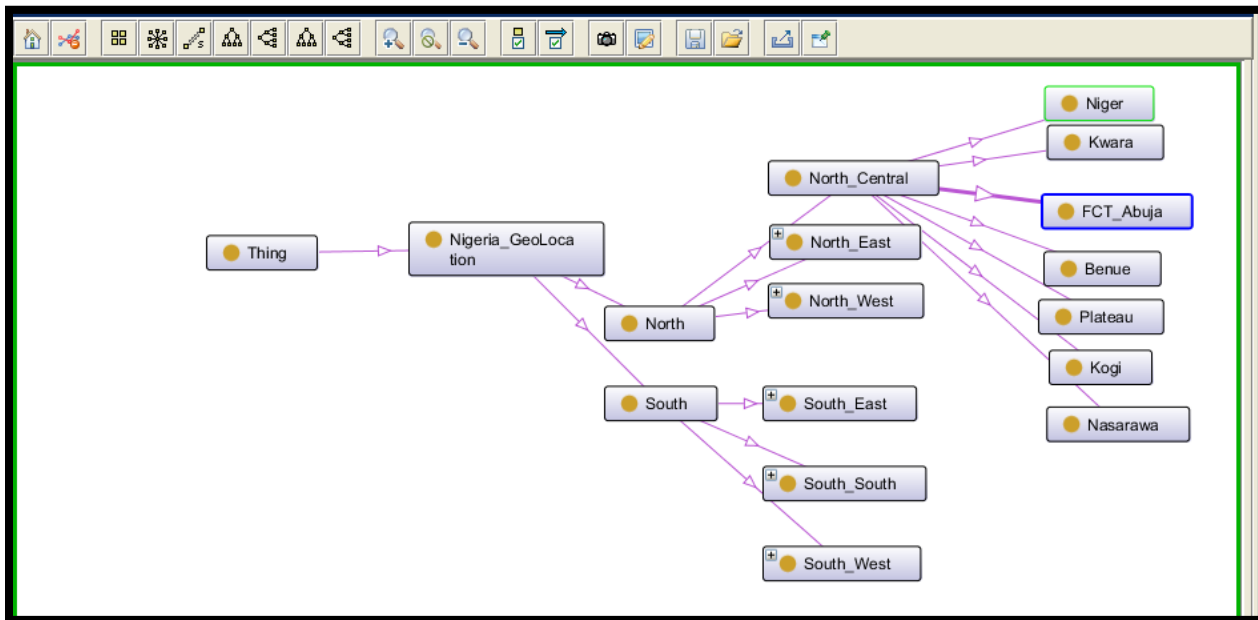 Niger
Kwara
North_Central
FCT_Abuja
Nigeria_GeoLoca
tion
Thing
North_East
Benue
North_West
North
Plateau
Kogi
South
South_East
Nasarawa
South_South
South_West